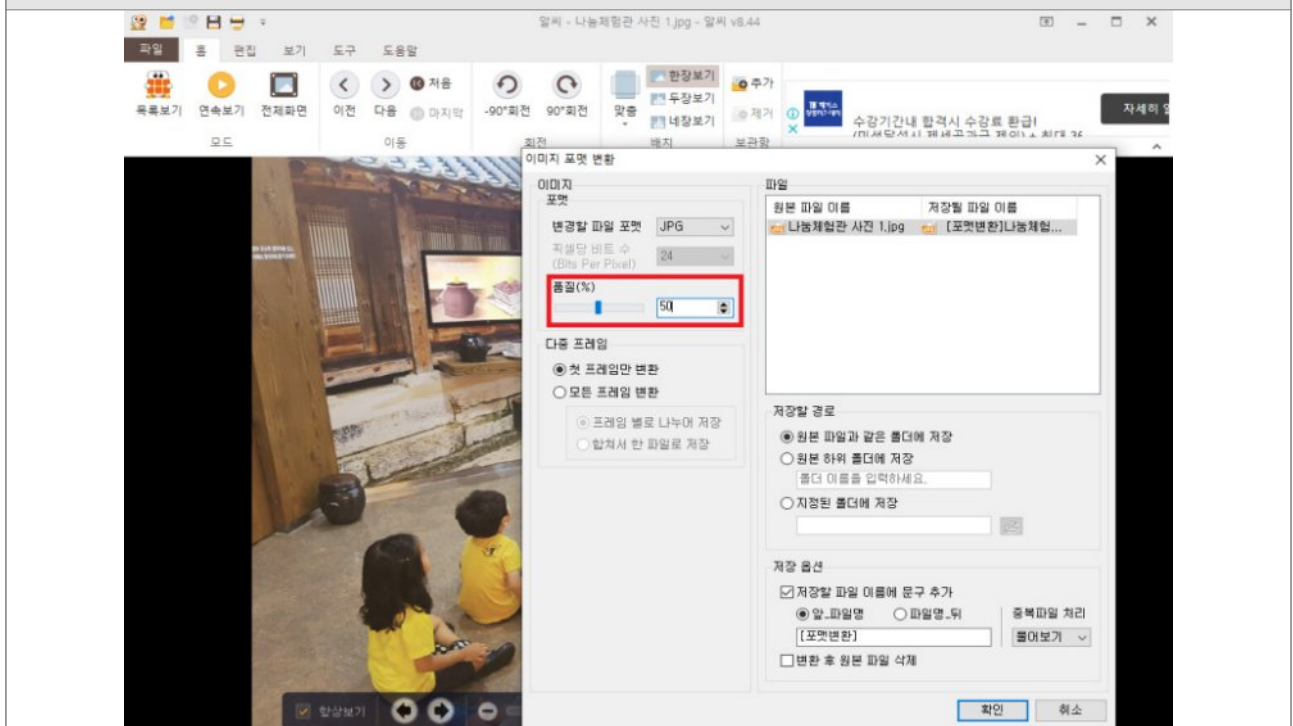 알씨 - 나눔체험관 사진 1.jpg - 알씨 v8.44
파일 홈 편집 보기 도구 도움말
목록보기 연속보기 전체화면 이전 다음 처음 마지막 -90°회전 90°회전 맞춤 한장보기 두장보기 네장보기 추가 제거
수강기간내 합격시 수강료 환급!
자세히
모드 이동 회전 배치 보관함
이미지 포맷 변환
이미지
포맷
변경할 파일 포맷 JPG
픽셀당 비트 수
(Bits Per Pixel) 24
품질(%)
50
다중 프레임
첫 프레임만 변환
모든 프레임 변환
프레임 별로 나누어 저장
합쳐서 한 파일로 저장
파일
원본 파일 이름 저장될 파일 이름
나눔체험관 사진 1.jpg [포맷변환]나눔체험...
저장할 경로
원본 파일과 같은 폴더에 저장
원본 하위 폴더에 저장
폴더 이름을 입력하세요.
지정된 폴더에 저장
저장 옵션
저장할 파일 이름에 문구 추가
앞_파일명 파일명_뒤 중복파일 처리
[포맷변환] 물어보기
변환 후 원본 파일 삭제
확인 취소
항상보기